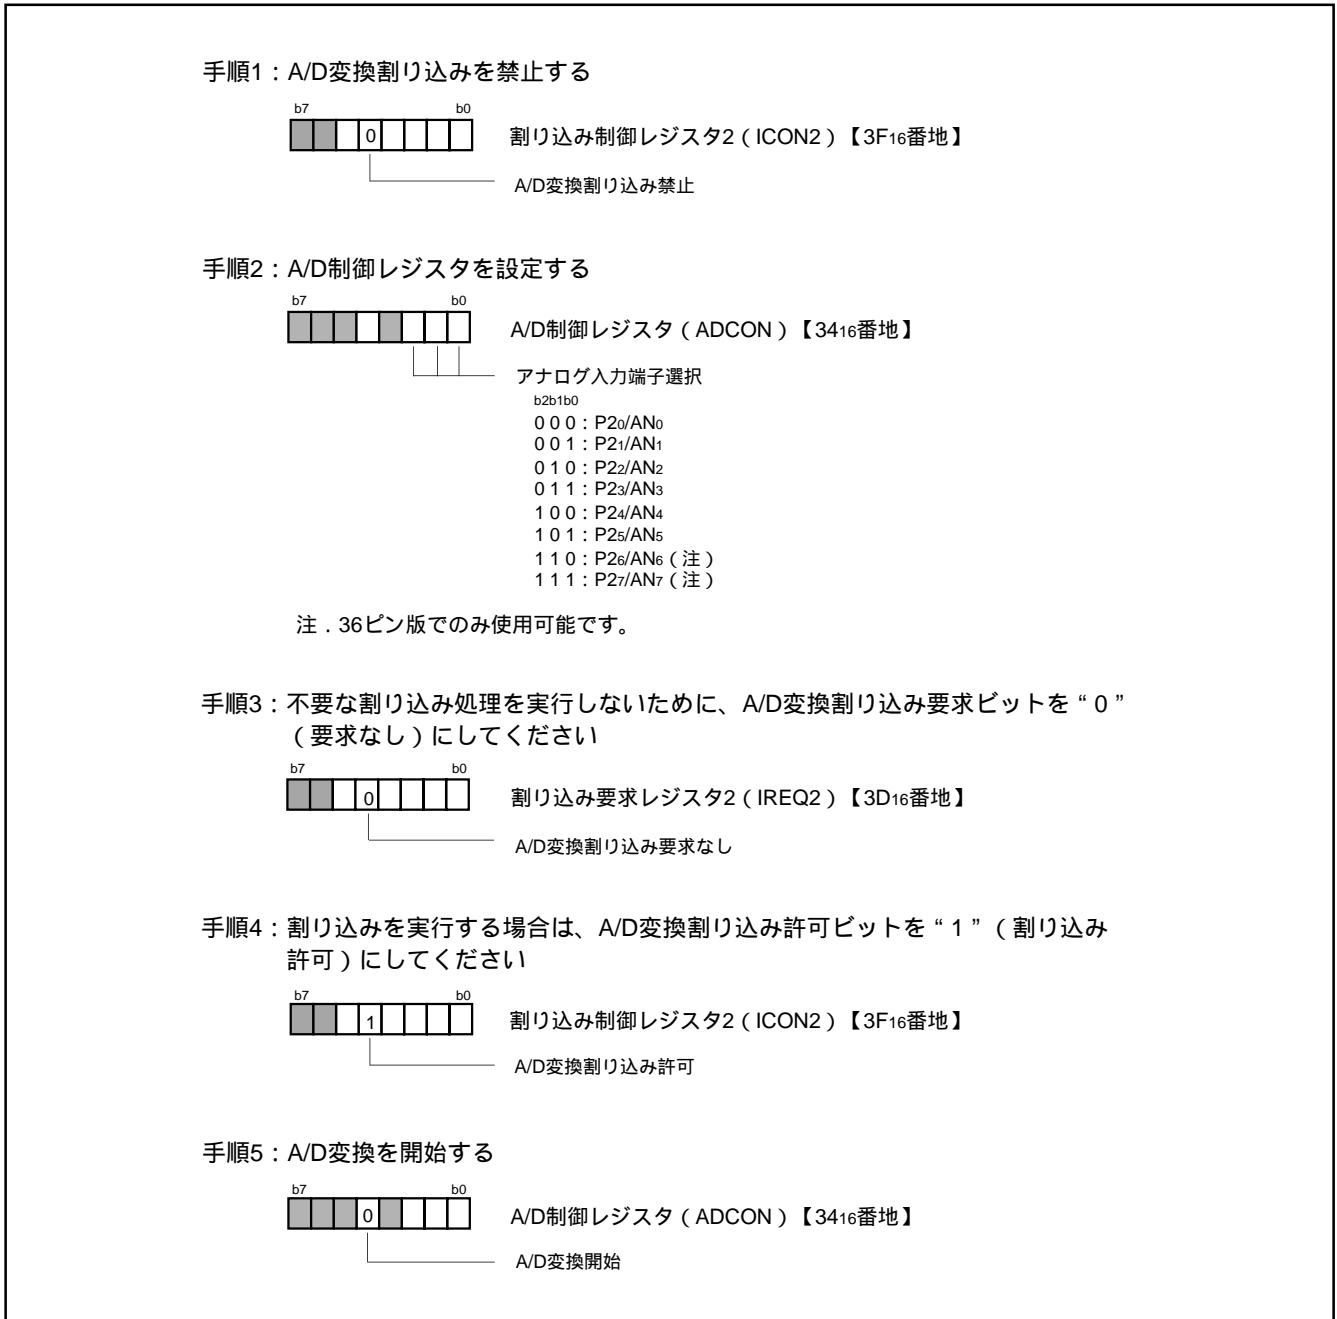 手順1：A/D変換割り込みを禁止する
b7 b0
0
割り込み制御レジスタ2（ICON2）【3F16番地】
A/D変換割り込み禁止
手順2：A/D制御レジスタを設定する
b7 b0
A/D制御レジスタ（ADCON）【3416番地】
アナログ入力端子選択
b2b1b0
0 0 0：P20/AN0
0 0 1：P21/AN1
0 1 0：P22/AN2
0 1 1：P23/AN3
1 0 0：P24/AN4
1 0 1：P25/AN5
1 1 0：P26/AN6（注）
1 1 1：P27/AN7（注）
注．36ピン版でのみ使用可能です。
手順3：不要な割り込み処理を実行しないために、A/D変換割り込み要求ビットを“0”
（要求なし）にしてください
b7 b0
0
割り込み要求レジスタ2（IREQ2）【3D16番地】
A/D変換割り込み要求なし
手順4：割り込みを実行する場合は、A/D変換割り込み許可ビットを“1”（割り込み
許可）にしてください
b7 b0
1
割り込み制御レジスタ2（ICON2）【3F16番地】
A/D変換割り込み許可
手順5：A/D変換を開始する
b7 b0
0
A/D制御レジスタ（ADCON）【3416番地】
A/D変換開始